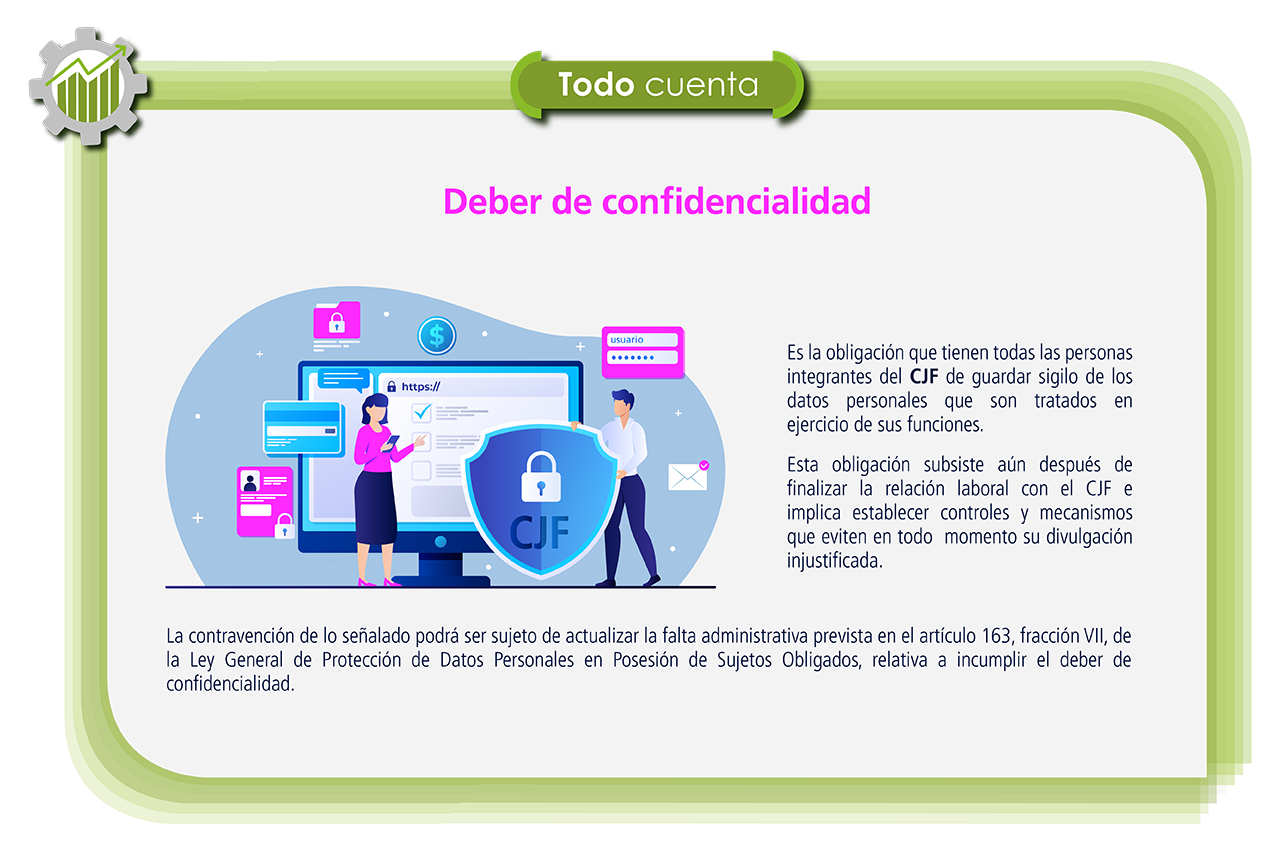 Todo cuenta
Deber de confidencialidad
usuario
https://
CJF
Es la obligación que tienen todas las personas
integrantes del CJF de guardar sigilo de los
datos personales que son tratados en
ejercicio de sus funciones.
Esta obligación subsiste aún después de
finalizar la relación laboral con el CJF e
implica establecer controles y mecanismos
que eviten en todo momento su divulgación
injustificada.
La contravención de lo señalado podrá ser sujeto de actualizar la falta administrativa prevista en el artículo 163, fracción VII, de
la Ley General de Protección de Datos Personales en Posesión de Sujetos Obligados, relativa a incumplir el deber de
confidencialidad.